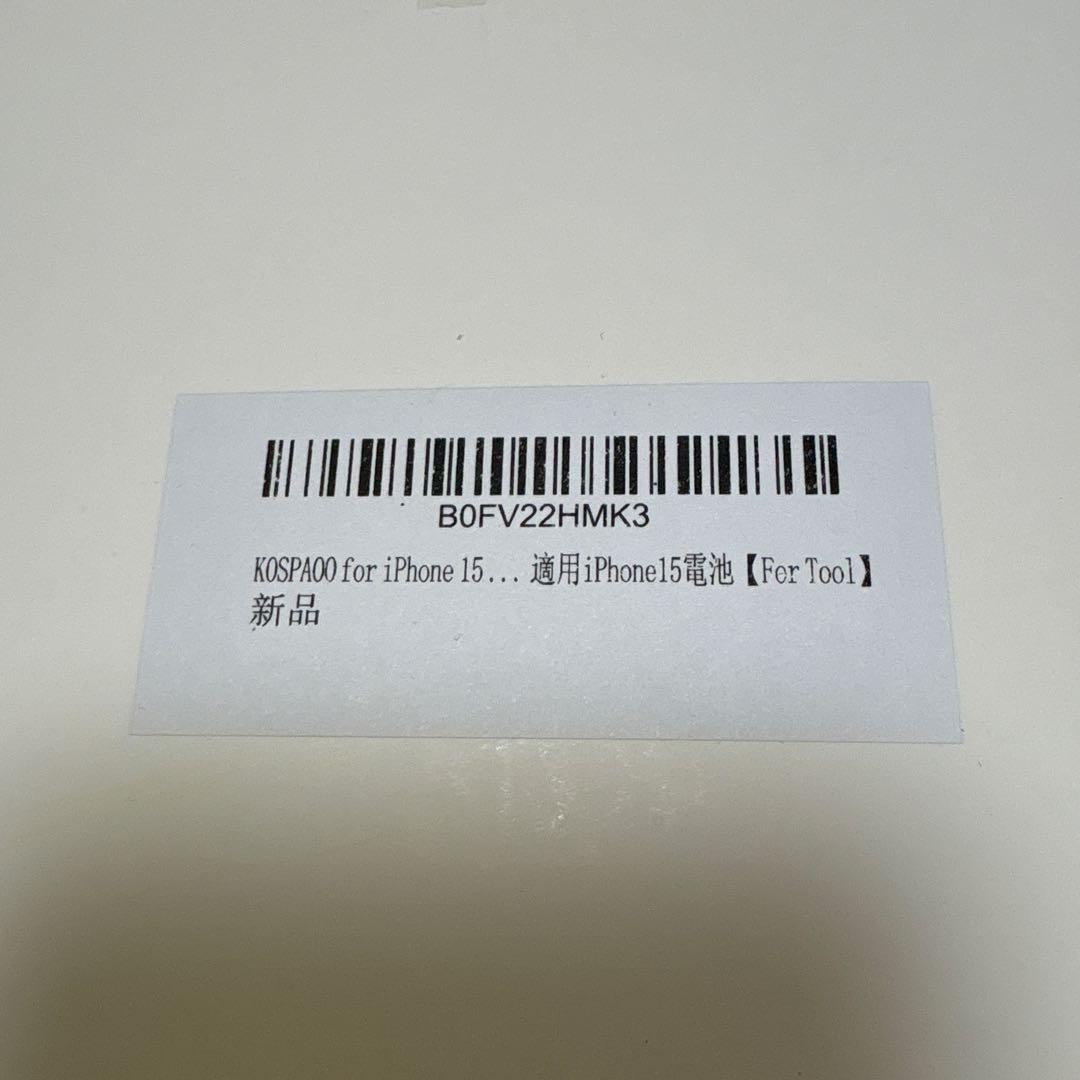 B0FV22HMK3
KOSPAOO for iPhone 15... 適用iPhone15電池【For Tool】
新品